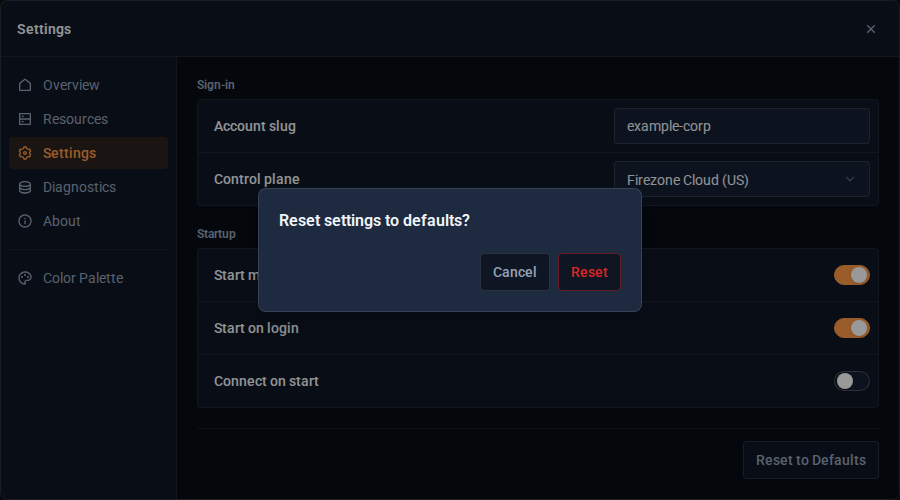 Settings
Overview
Resources
Settings
Diagnostics
About
Color Palette
Sign-in
Account slug
example-corp
Control plane
Firezone Cloud (US)
Startup
Start
Start on login
Connect on start
Reset to Defaults
Reset settings to defaults?
Cancel
Reset